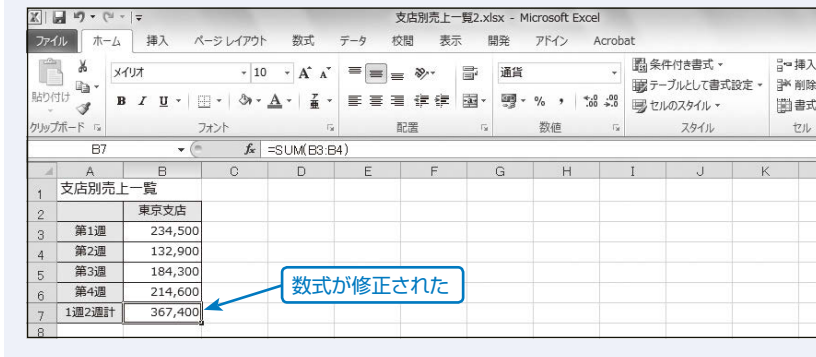 支店別売上一覧2.xlsx - Microsoft Excel
ファイル ホーム 挿入 ページ レイアウト 数式 データ 校閲 表示 開発 アドイン Acrobat
貼り付け
メイリオ 10
通貨
条件付き書式
テーブルとして書式設定
セルのスタイル
挿入
削除
書式
B I U A A A 亜
% ,
クリップボード フォント 配置 数値 スタイル セル
B7 fx =SUM(B3:B4)
A B C D E F G H I J K
1 支店別売上一覧
2 東京支店
3 第1週 234,500
4 第2週 132,900
5 第3週 184,300
6 第4週 214,600
7 1週2週計 367,400
8
数式が修正された